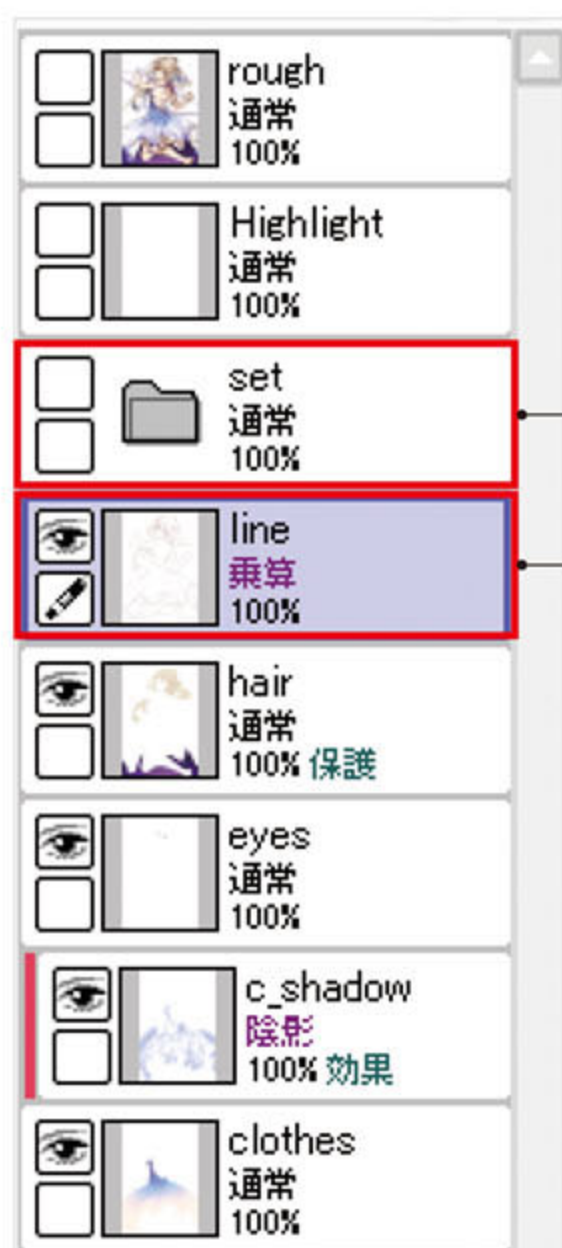 rough
通常
100%
Highlight
通常
100%
set
通常
100%
line
乗算
100%
hair
通常
100% 保護
eyes
通常
100%
c_shadow
陰影
100% 効果
clothes
通常
100%